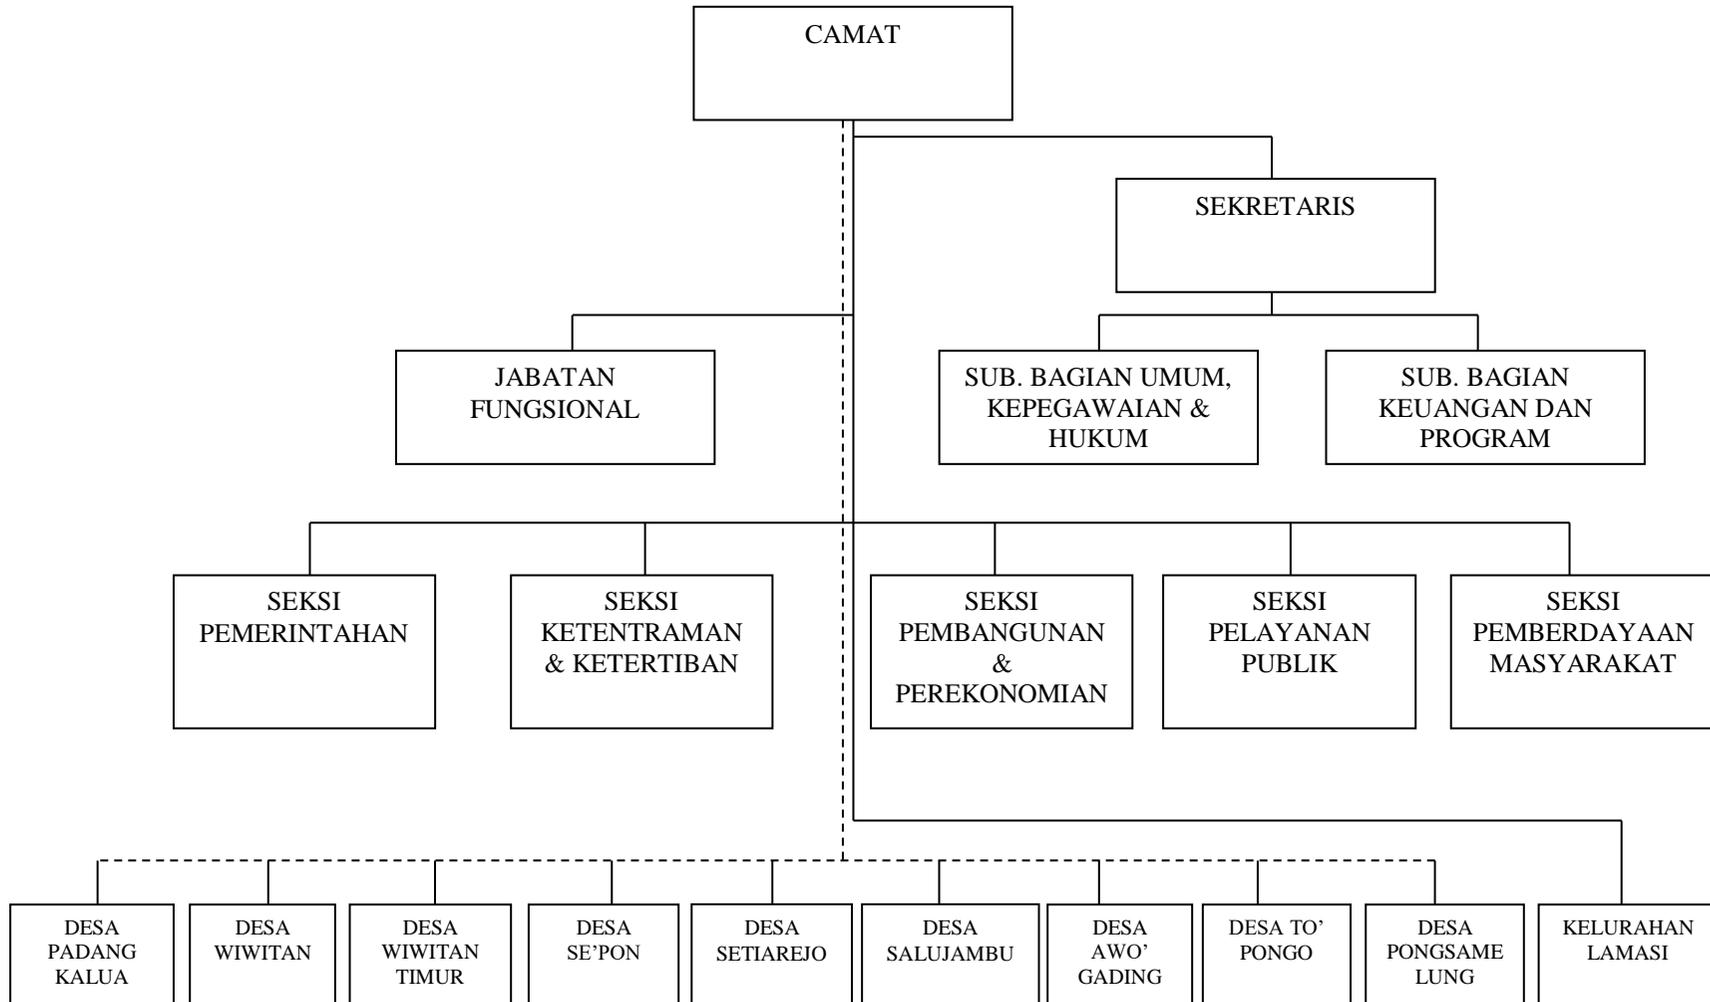 CAMAT
SEKRETARIS
JABATAN
FUNGSIONAL
SUB. BAGIAN UMUM,
KEPEGAWAIAN &
HUKUM
SUB. BAGIAN
KEUANGAN DAN
PROGRAM
SEKSI
PEMERINTAHAN
SEKSI
KETENTRAMAN
& KETERTIBAN
SEKSI
PEMBANGUNAN
&
PEREKONOMIAN
SEKSI
PELAYANAN
PUBLIK
SEKSI
PEMBERDAYAAN
MASYARAKAT
DESA
PADANG
KALUA
DESA
WIWITAN
DESA
WIWITAN
TIMUR
DESA
SE’PON
DESA
SETIAREJO
DESA
SALUJAMBU
DESA
AWO’
GADING
DESA TO’
PONGO
DESA
PONGSAME
LUNG
KELURAHAN
LAMASI